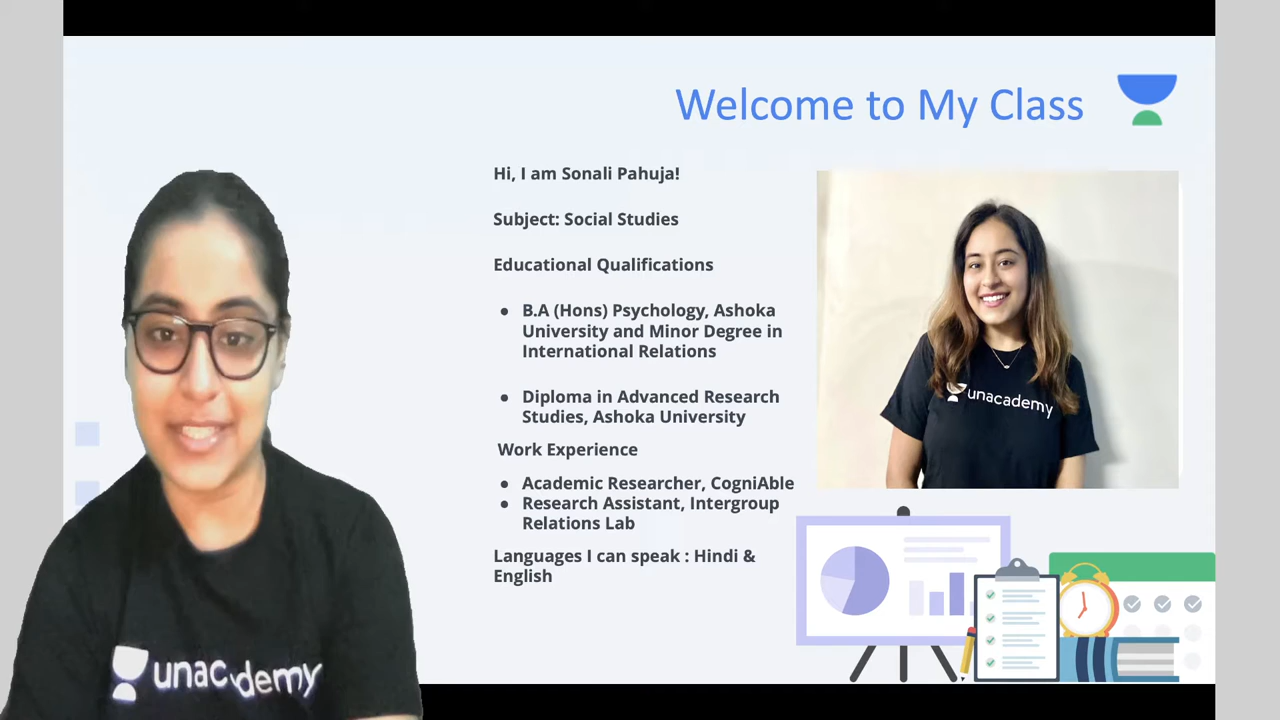 Welcome to My Class
Hi, I am Sonali Pahuja!
Subject: Social Studies
Educational Qualifications
● B.A (Hons) Psychology, Ashoka
University and Minor Degree in
International Relations
● Diploma in Advanced Research
Studies, Ashoka University
Work Experience
● Academic Researcher, CogniAble
● Research Assistant, Intergroup
Relations Lab
Languages I can speak : Hindi &
English
unacademy
unacademy